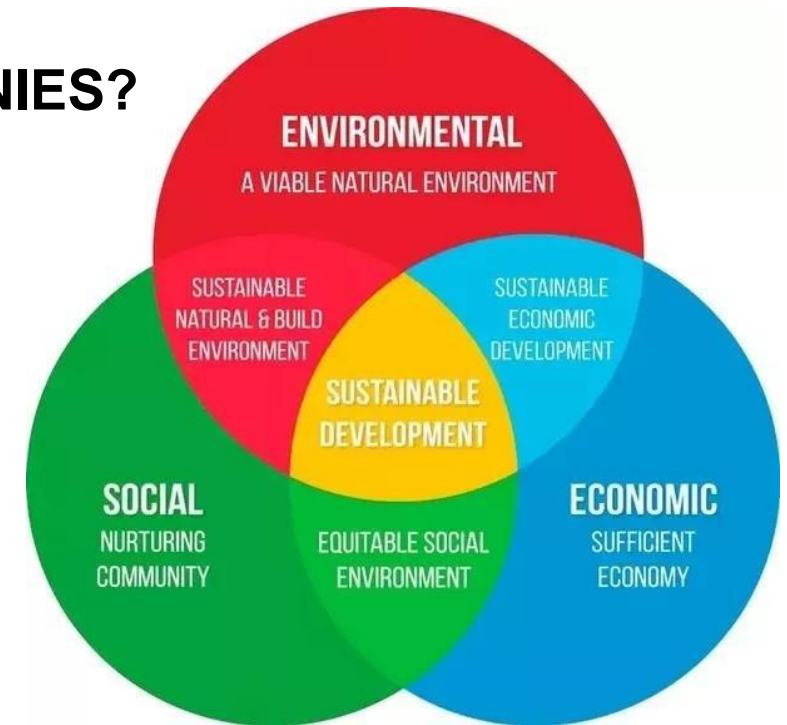 NIES?
ENVIRONMENTAL
A VIABLE NATURAL ENVIRONMENT
SUSTAINABLE
NATURAL & BUILD
ENVIRONMENT
SUSTAINABLE
ECONOMIC
DEVELOPMENT
SUSTAINABLE
DEVELOPMENT
SOCIAL
NURTURING
COMMUNITY
EQUITABLE SOCIAL
ENVIRONMENT
ECONOMIC
SUFFICIENT
ECONOMY